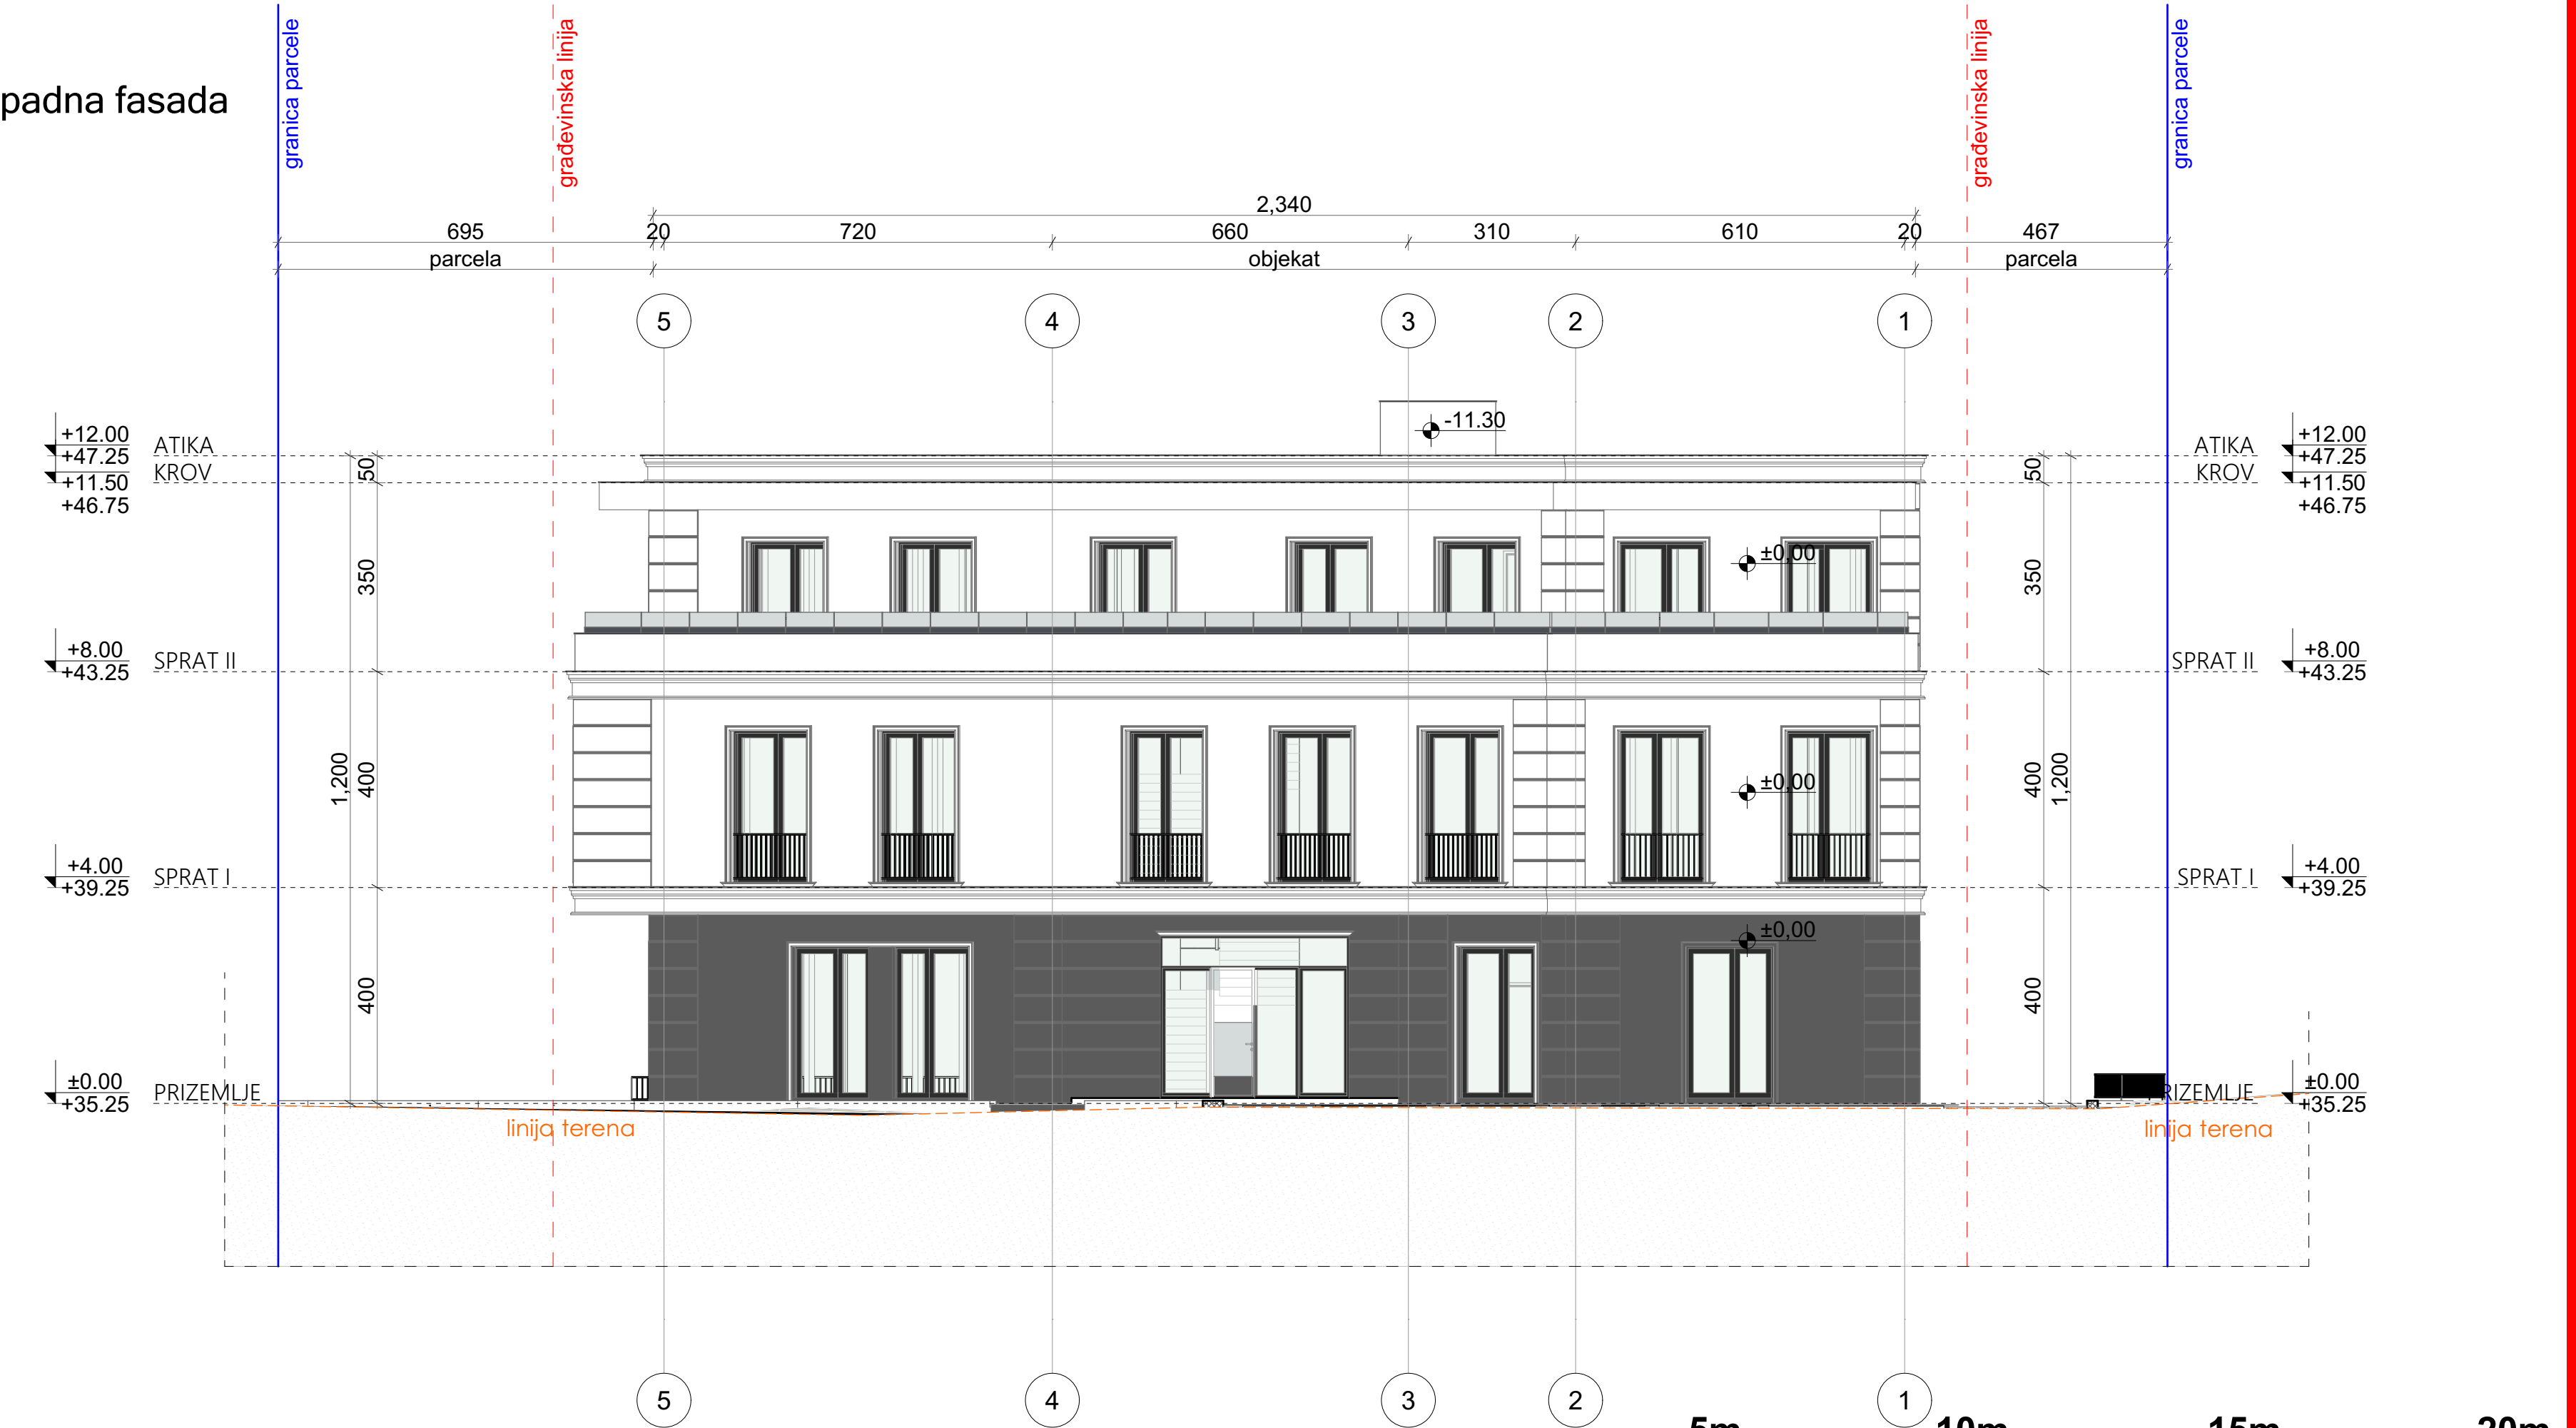 granica parcele
građevinska linija
građevinska linija
granica parcele
padna fasada
2,340
695
20
720
660
310
610
20
467
parcela
objekat
parcela
5
4
3
2
1
-11.30
+12.00
+47.25
ATIKA
KROV
+11.50
+46.75
50
ATIKA
KROV
+12.00
+47.25
+11.50
+46.75
50
350
±0,00
350
+8.00
+43.25
SPRAT II
SPRAT II
+8.00
+43.25
1,200
400
±0,00
400
1,200
+4.00
+39.25
SPRAT I
SPRAT I
+4.00
+39.25
±0,00
400
400
±0.00
+35.25
PRIZEMLJE
PRIZEMLJE
±0.00
+35.25
linija terena
linija terena
5
4
3
2
1
5m
10m
15m
20m